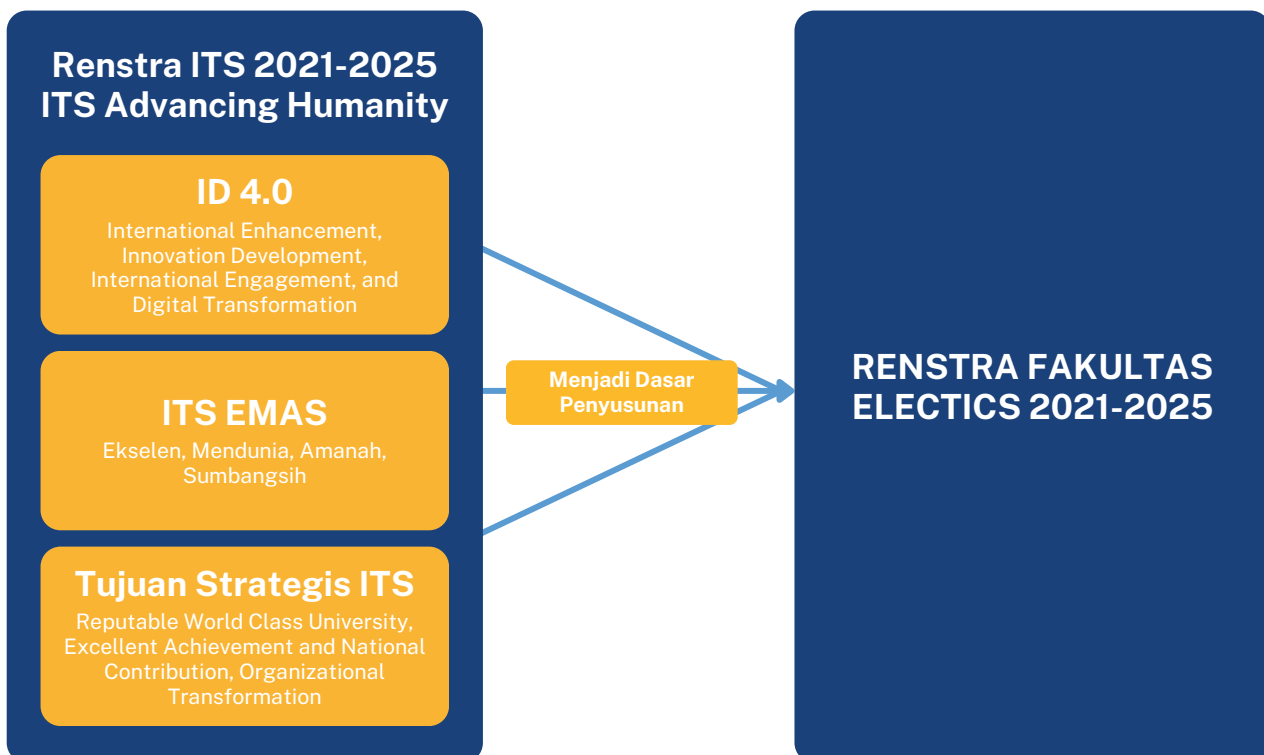 Renstra ITS 2021-2025
ITS Advancing Humanity
ID 4.0
International Enhancement,
Innovation Development,
International Engagement, and
Digital Transformation
ITS EMAS
Ekselen, Mendunia, Amanah,
Sumbangsih
Tujuan Strategis ITS
Reputable World Class University,
Excellent Achievement and National
Contribution, Organizational
Transformation
Menjadi Dasar
Penyusunan
RENSTRA FAKULTAS
ELECTICS 2021-2025